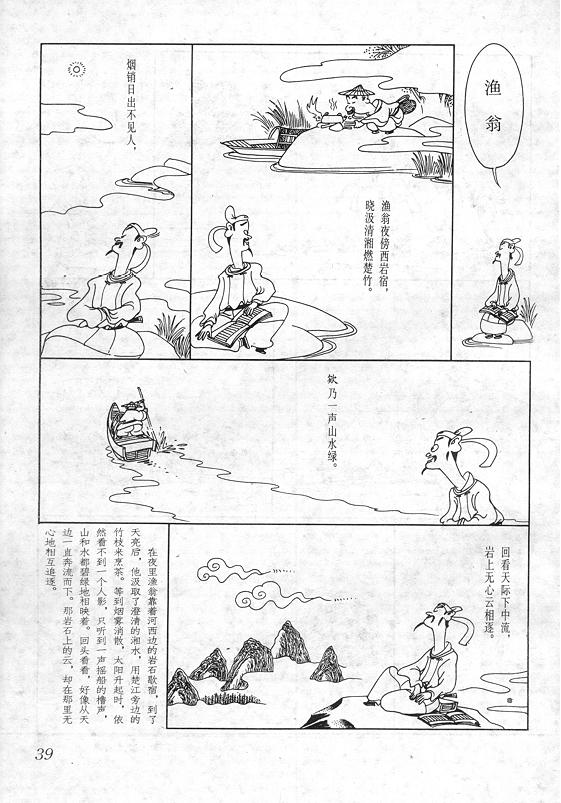 渔翁
渔翁夜傍西岩宿，
晓汲清湘燃楚竹。
烟销日出不见人，
欸乃一声山水绿。
回看天际下中流，
岩上无心云相逐。
在夜里渔翁靠着河西边的岩石歇宿，到了
天亮后，他汲取了澄清的湘水，用楚江旁边的
竹枝来烹茶。等到烟雾消散，太阳升起时，依
然看不到一个人影，只听到一声摇船的橹声，
山和水都碧绿地相映着。回头看看，好像从天
边一直奔流而下。那岩石上的云，却在那里无
心地相互追逐。
39